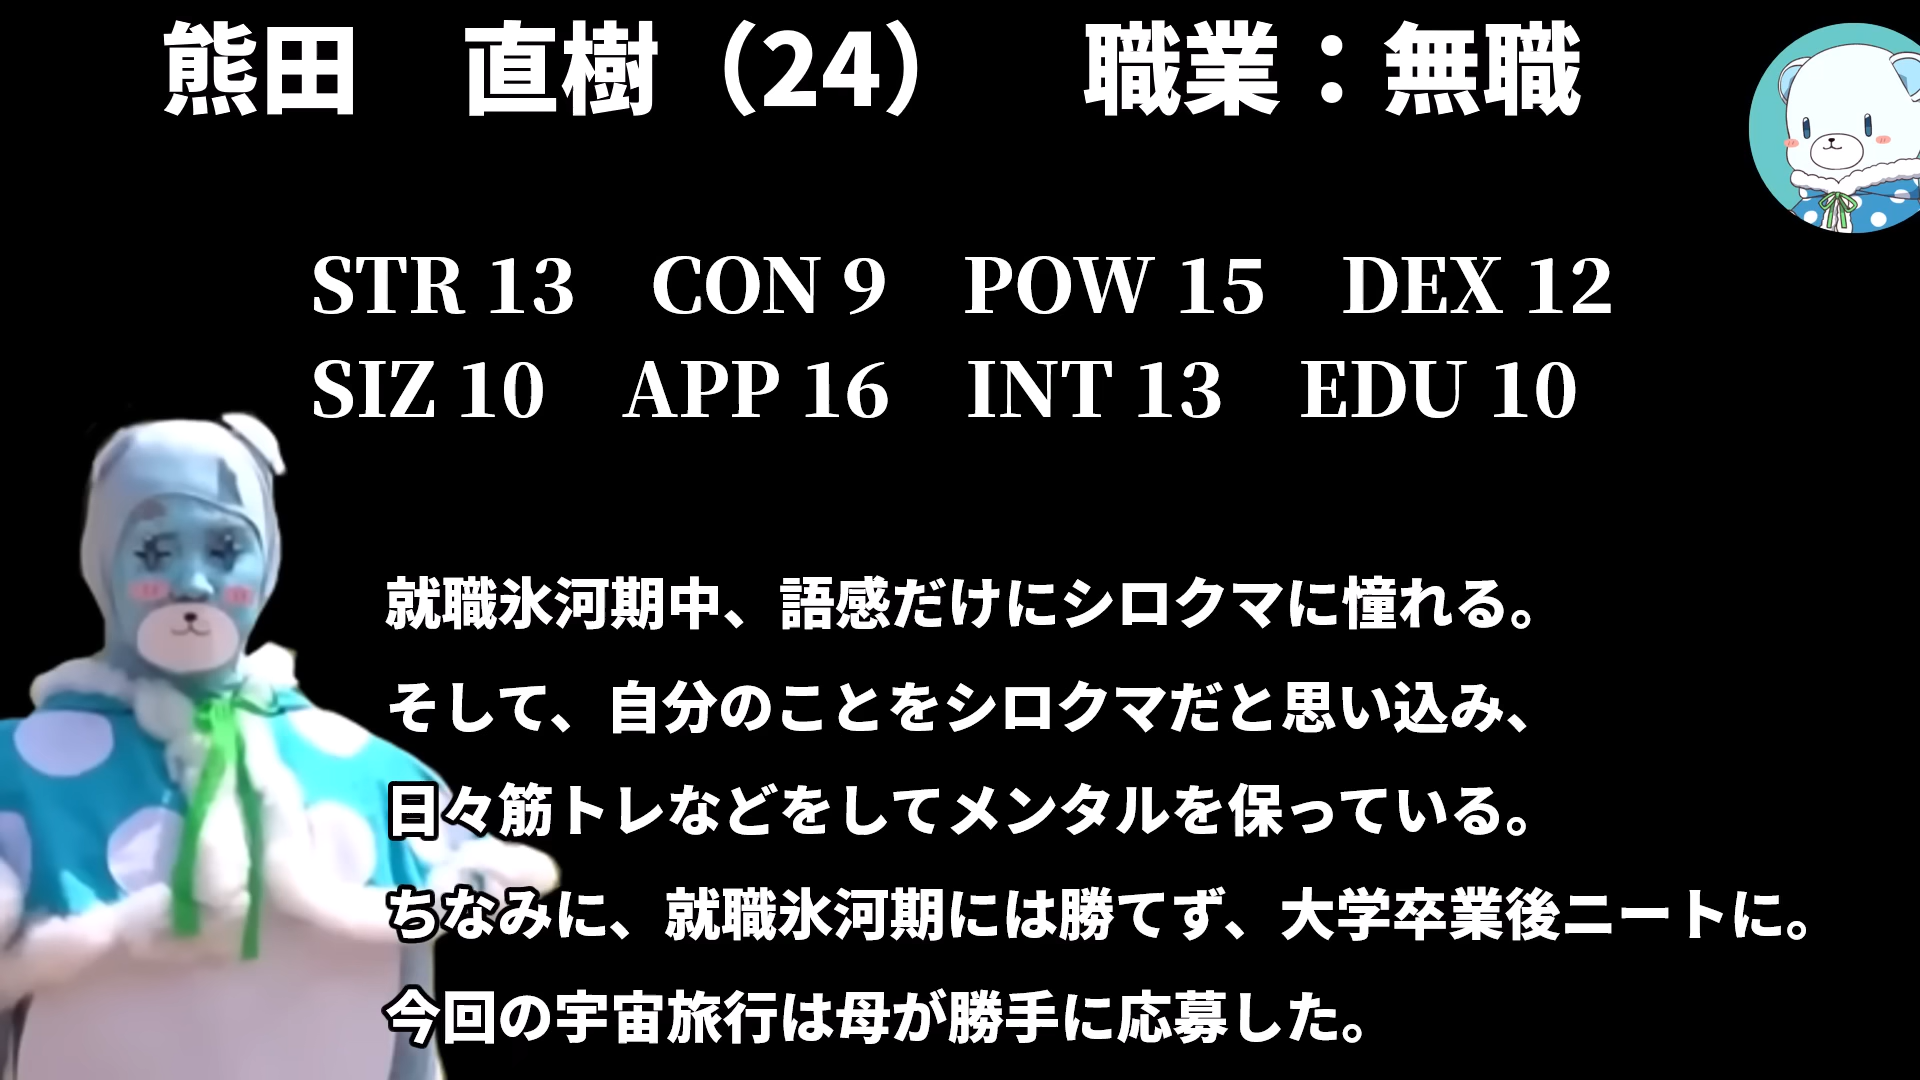 熊田　直樹（24）　職業：無職
STR 13　CON 9　POW 15　DEX 12
SIZ 10　APP 16　INT 13　EDU 10
就職氷河期中、語感だけにシロクマに憧れる。
そして、自分のことをシロクマだと思い込み、
日々筋トレなどをしてメンタルを保っている。
ちなみに、就職氷河期には勝てず、大学卒業後ニートに。
今回の宇宙旅行は母が勝手に応募した。